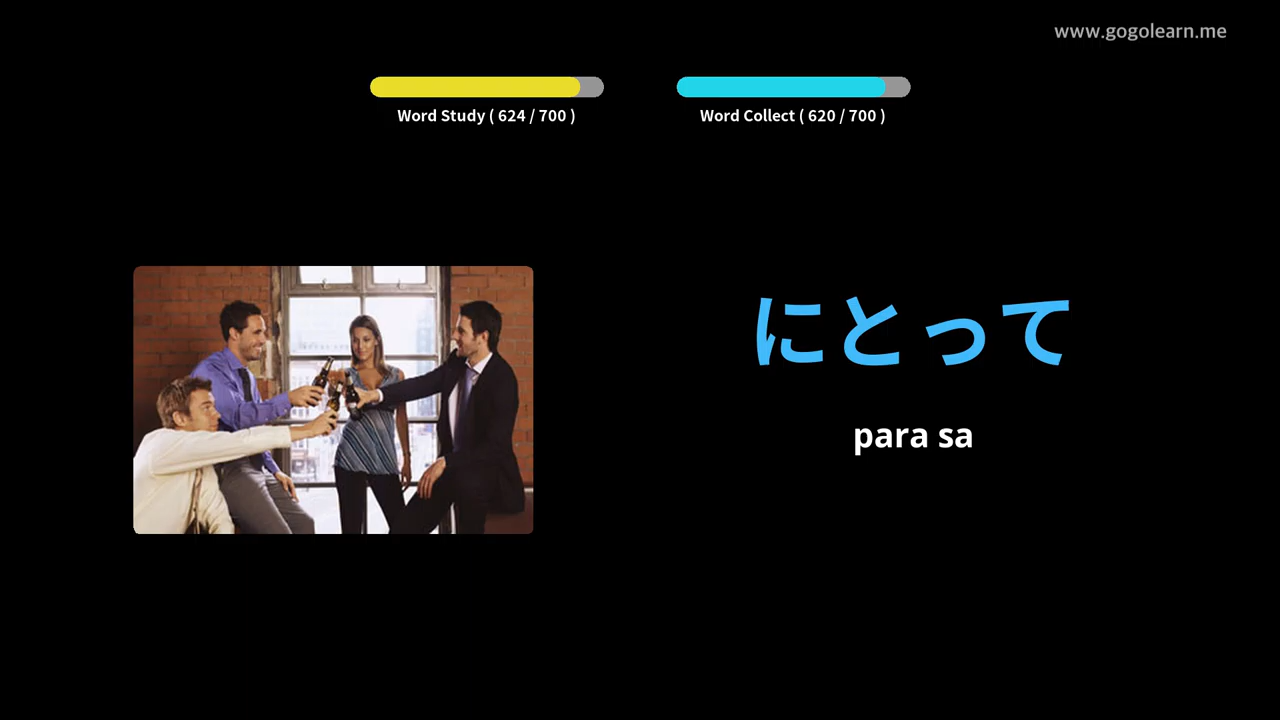 www.gogolearn.me
Word Study ( 624 / 700 )
Word Collect ( 620 / 700 )
にとって
para sa